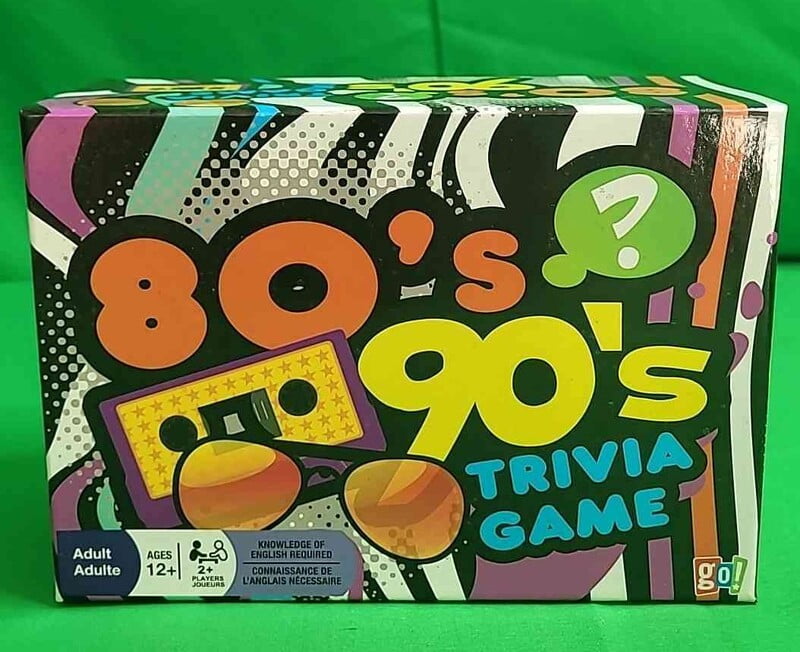 80's
?
90's
TRIVIA
GAME
Adult
Adulte
AGES
12+
2+
PLAYERS
JOUEURS
KNOWLEDGE OF
ENGLISH REQUIRED
CONNAISSANCE DE
L'ANGLAIS NÉCESSAIRE
go!